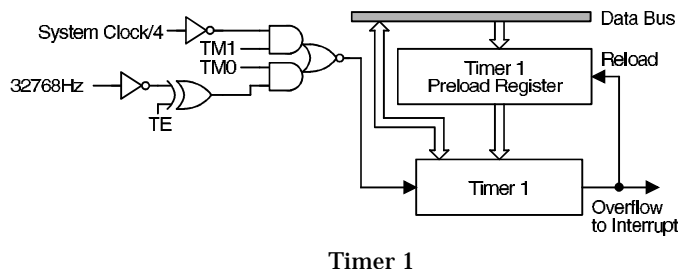 System Clock/4
TM1
TM0
32768Hz
TE
Data Bus
Timer 1
Preload Register
Reload
Timer 1
Overflow
to Interrupt
Timer 1